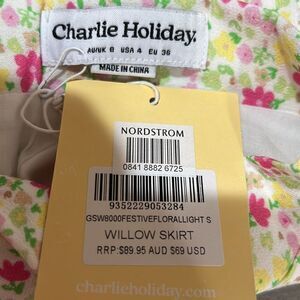 Charlie Holiday.
AU/UK 8 USA 4 EU 36
MADE IN CHINA
NORDSTROM
0841 8882 6725
9352229053284
GSW8000FESTIVEFLORALLIGHT S
WILLOW SKIRT
RRP:$89.95 AUD $69 USD
charlieholiday.com